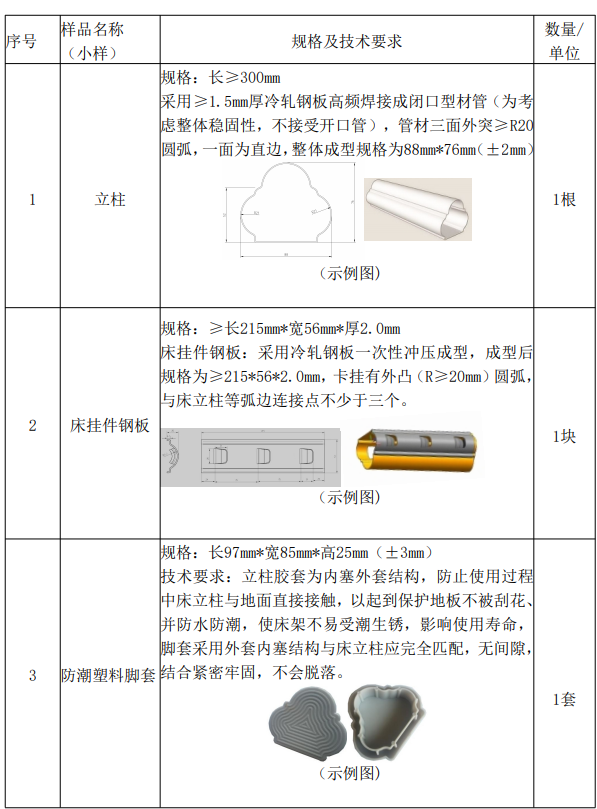 序号
样品名称
（小样）
规格及技术要求
数量/
单位
1
立柱
规格：长≥300mm
采用≥1.5mm厚冷轧钢板高频焊接成闭口型材管（为考
虑整体稳固性，不接受开口管），管材三面外突≥R20
圆弧，一面为直边，整体成型规格为88mm*76mm（±2mm）
（示例图）
1根
2
床挂件钢板
规格：≥长215mm*宽56mm*厚2.0mm
床挂件钢板：采用冷轧钢板一次性冲压成型，成型后
规格为≥215*56*2.0mm，卡挂有外凸（R≥20mm）圆弧，
与床立柱等弧边连接点不少于三个。
（示例图）
1块
3
防潮塑料脚套
规格：长97mm*宽85mm*高25mm（±3mm）
技术要求：立柱胶套为内塞外套结构，防止使用过程
中床立柱与地面直接接触，以起到保护地板不被刮花、
并防水防潮，使床架不易受潮生锈，影响使用寿命，
脚套采用外套内塞结构与床立柱应完全匹配，无间隙，
结合紧密牢固，不会脱落。
（示例图）
1套